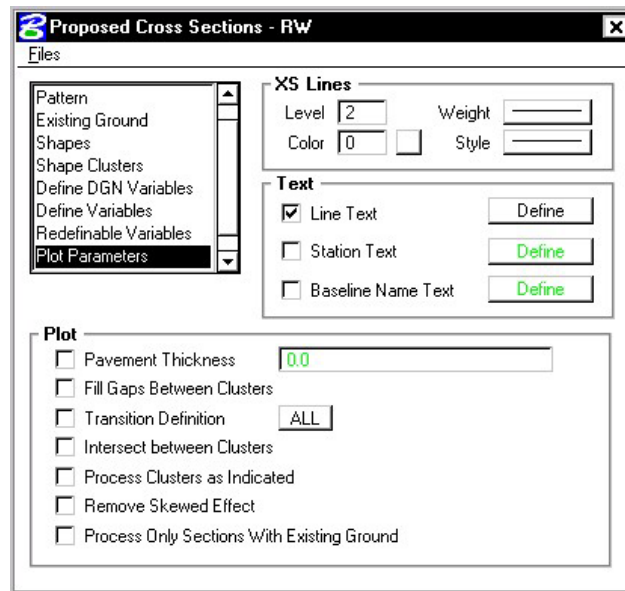 Proposed Cross Sections - RW
Files
Pattern
Existing Ground
Shapes
Shape Clusters
Define DGN Variables
Define Variables
Redefinable Variables
Plot Parameters
XS Lines
Level 2 Weight
Color 0 Style
Text
Line Text Define
Station Text Define
Baseline Name Text Define
Plot
Pavement Thickness 0.0
Fill Gaps Between Clusters
Transition Definition ALL
Intersect between Clusters
Process Clusters as Indicated
Remove Skewed Effect
Process Only Sections With Existing Ground